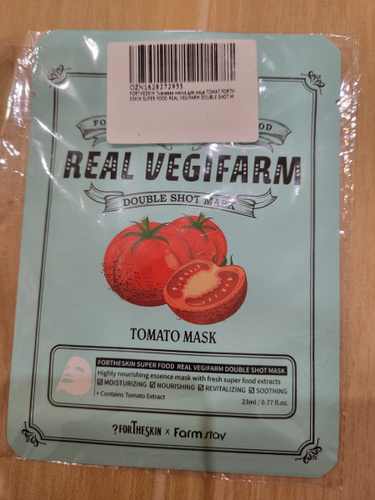 OZN1628272935
FORTHESKIN Тканевая маска для лица TOMAT FORTH
ESKIN SUPER FOOD REAL VEGIFARM DOUBLE SHOT M
FO
OD
REAL VEGIFARM
DOUBLE SHOT MASK
TOMATO MASK
FORTHESKIN SUPER FOOD REAL VEGIFARM DOUBLE SHOT MASK
Highly nourishing essence mask with fresh super food extracts
☑ MOISTURIZING ☑ NOURISHING ☑ REVITALIZING ☑ SOOTHING
+ Contains Tomato Extract
23ml / 0.77 fl.oz.
?FORTHESKIN x Farmstay